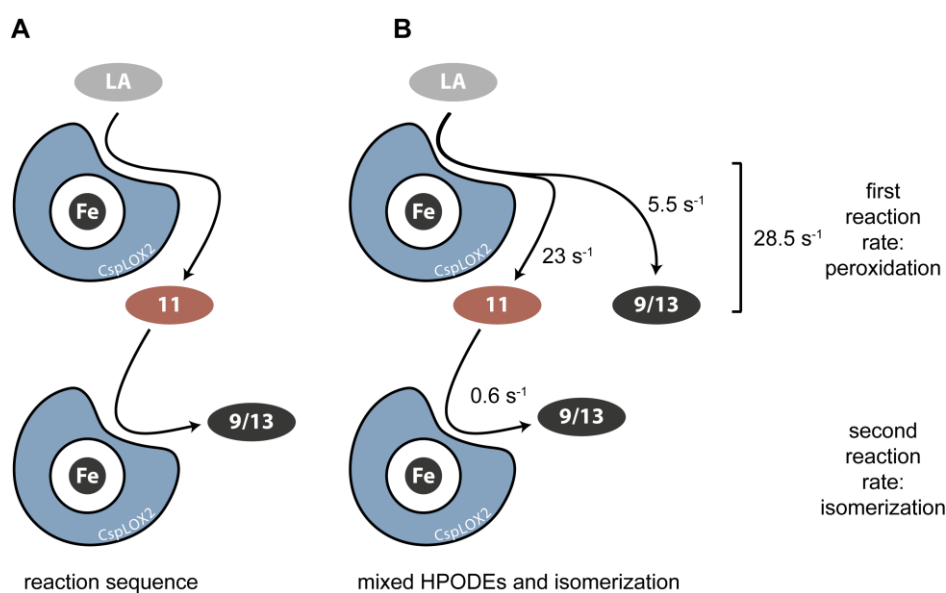 A
B
LA
LA
Fe
CspLOX2
Fe
CspLOX2
5.5 s-1
23 s-1
28.5 s-1
first
reaction
rate:
peroxidation
11
11
9/13
0.6 s-1
9/13
9/13
Fe
CspLOX2
Fe
CspLOX2
second
reaction
rate:
isomerization
reaction sequence
mixed HPODEs and isomerization